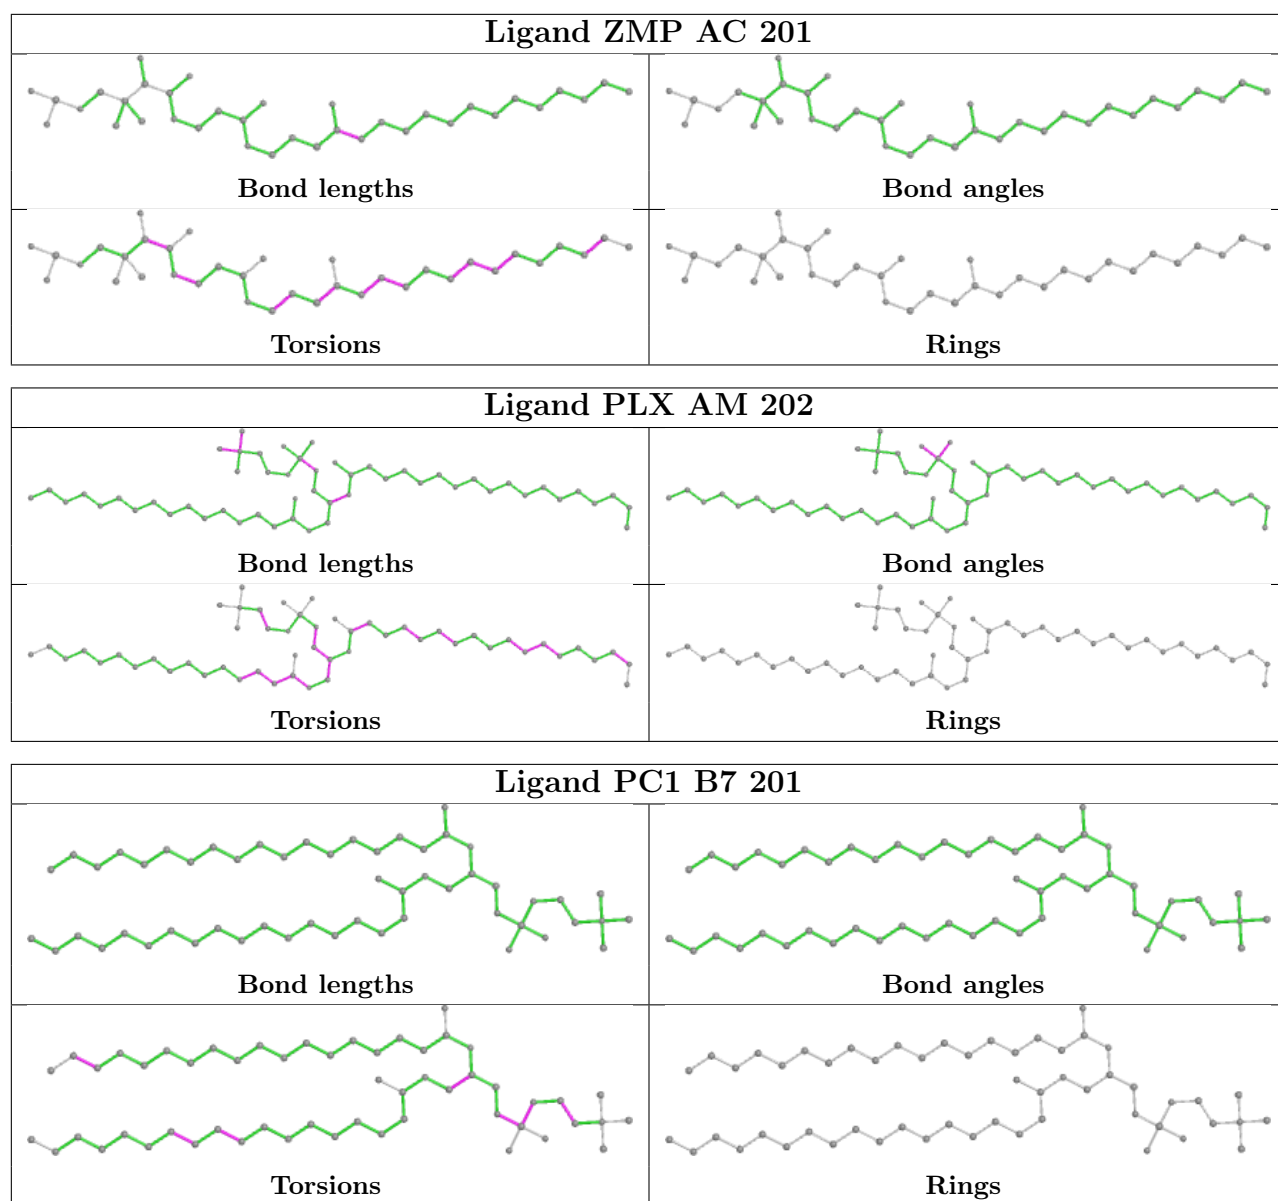 Ligand ZMP AC 201
Bond lengths
Bond angles
Torsions
Rings
Ligand PLX AM 202
Bond lengths
Bond angles
Torsions
Rings
Ligand PC1 B7 201
Bond lengths
Bond angles
Torsions
Rings